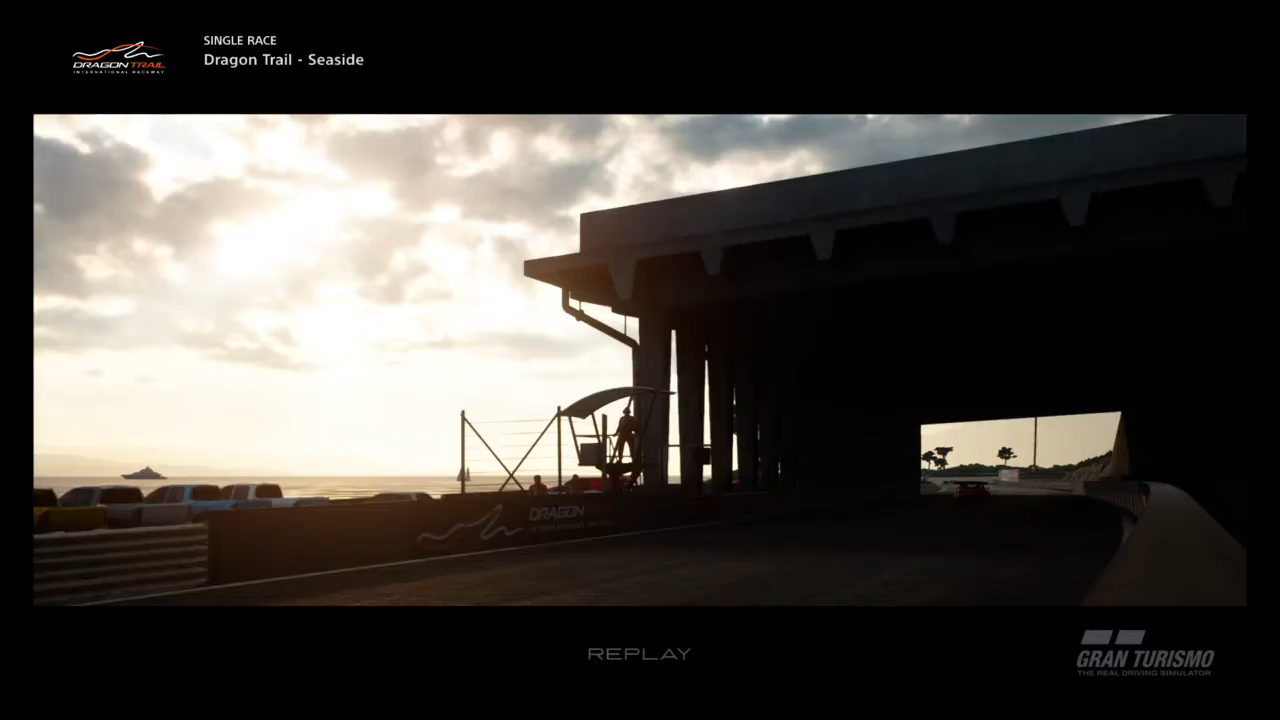 SINGLE RACE
Dragon Trail - Seaside
DRAGON TRAIL
INTERNATIONAL RACEWAY
DRAGON
REPLAY
GRAN TURISMO
THE REAL DRIVING SIMULATOR